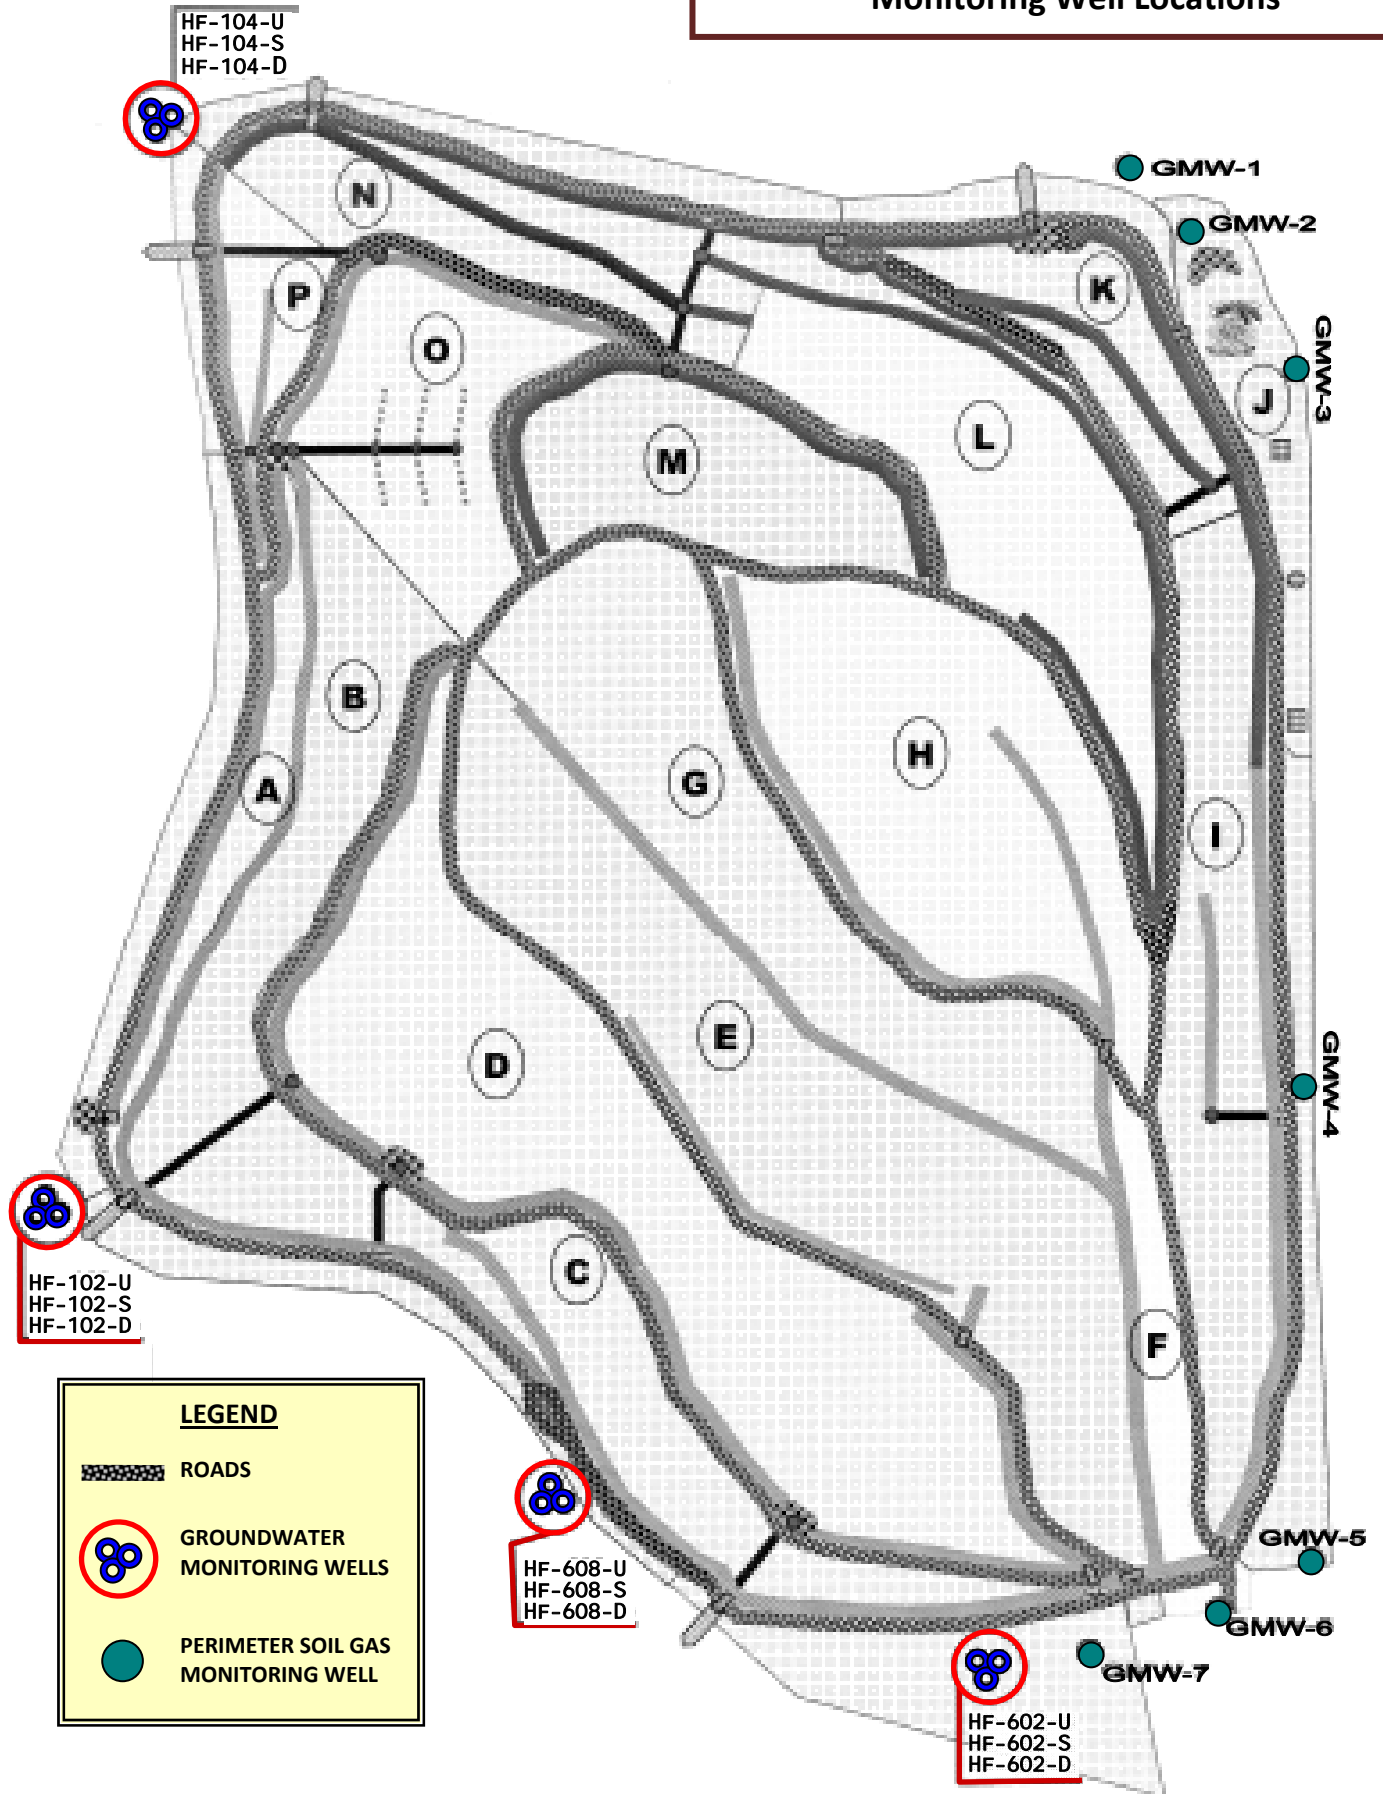 Monitoring Well Locations
HF-104-U
HF-104-S
HF-104-D
GMW-1
N
GMW-2
K
P
O
GMW-3
J
L
M
B
H
G
A
I
E
D
GMW-4
C
HF-102-U
HF-102-S
HF-102-D
F
LEGEND
ROADS
GROUNDWATER
MONITORING WELLS
PERIMETER SOIL GAS
MONITORING WELL
HF-608-U
HF-608-S
HF-608-D
GMW-5
GMW-6
GMW-7
HF-602-U
HF-602-S
HF-602-D